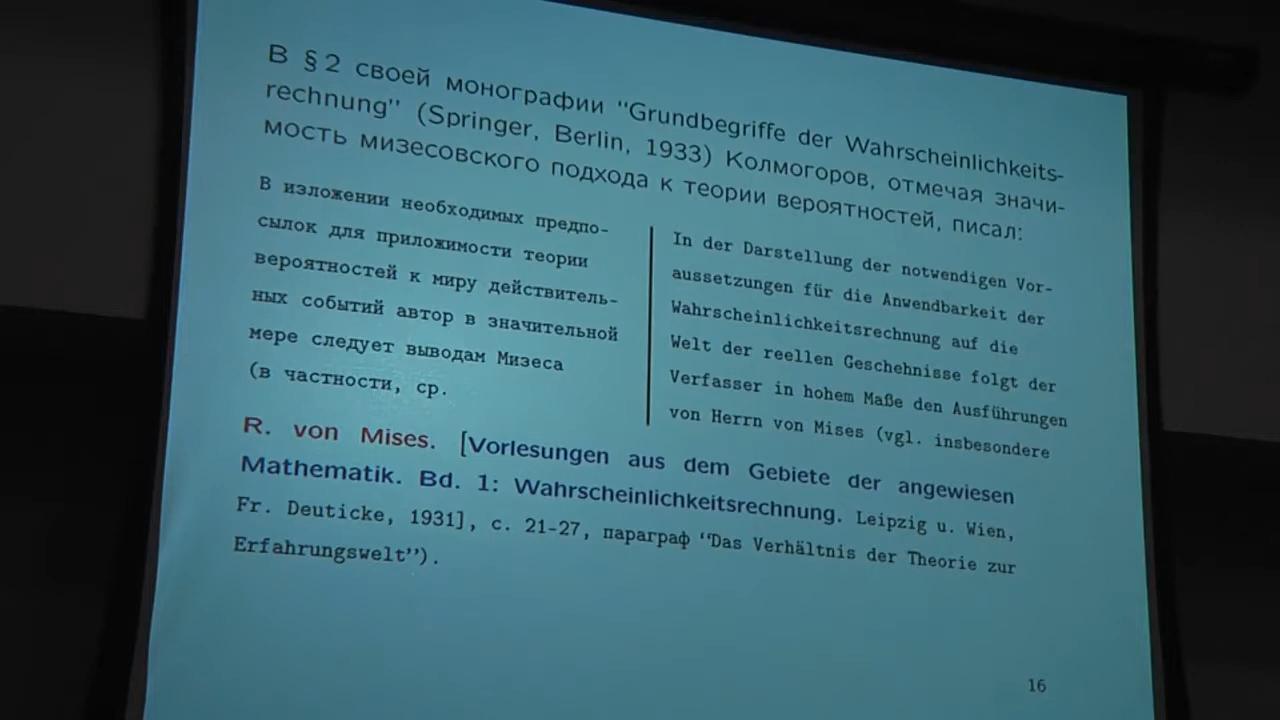 В § 2 своей монографии "Grundbegriffe der Wahrscheinlichkeits-
rechnung" (Springer, Berlin, 1933) Колмогоров, отмечая значи-
мость мизесовского подхода к теории вероятностей, писал:
В изложении необходимых предпо-
сылок для приложимости теории
вероятностей к миру действитель-
ных событий автор в значительной
мере следует выводам Мизеса
(в частности, ср.
In der Darstellung der notwendigen Vor-
aussetzungen für die Anwendbarkeit der
Wahrscheinlichkeitsrechnung auf die
Welt der reellen Geschehnisse folgt der
Verfasser in hohem Maße den Ausführungen
von Herrn von Mises (vgl. insbesondere
R. von Mises. [Vorlesungen aus dem Gebiete der angewiesen
Mathematik. Bd. 1: Wahrscheinlichkeitsrechnung. Leipzig u. Wien,
Fr. Deuticke, 1931], с. 21-27, параграф "Das Verhältnis der Theorie zur
Erfahrungswelt").
16